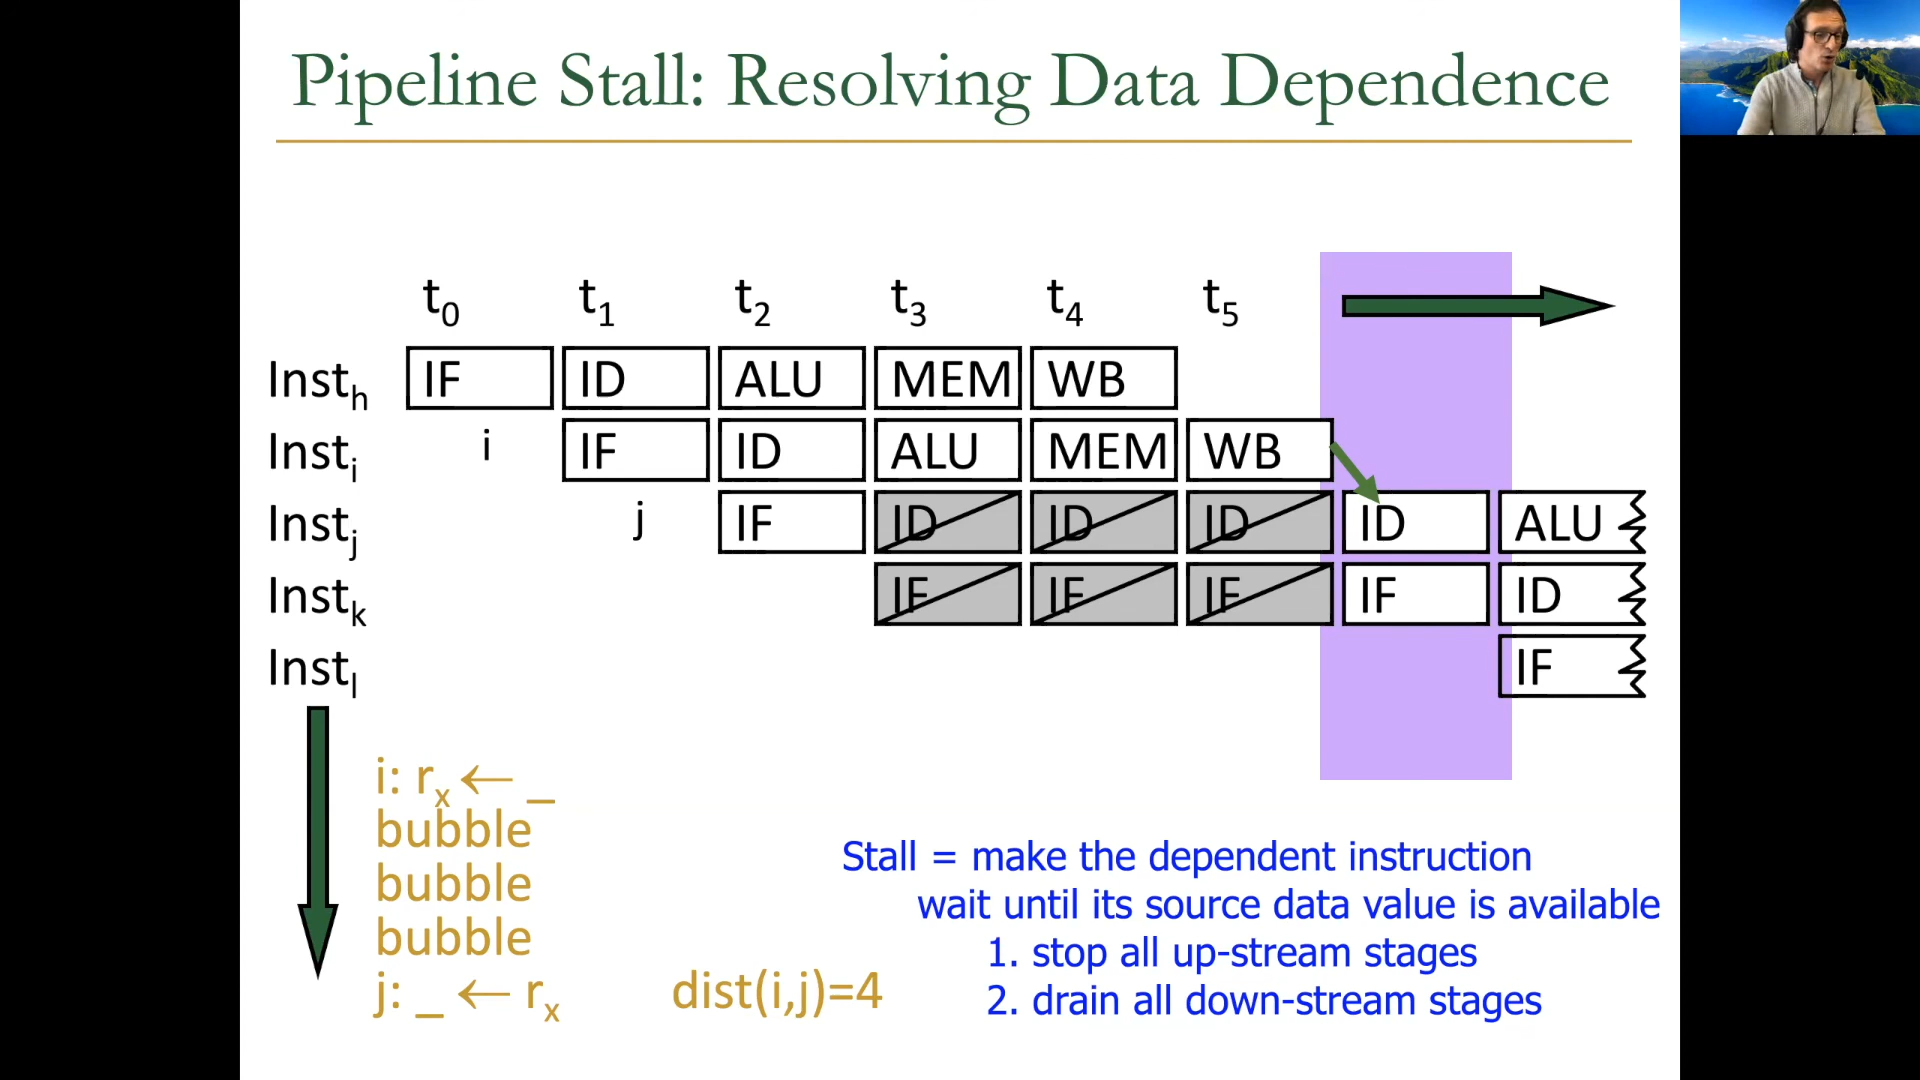 Pipeline Stall: Resolving Data Dependence
t0 t1 t2 t3 t4 t5
Insth IF ID ALU MEM WB
Insti i IF ID ALU MEM WB
Instj j IF ID ID ID ID ALU
Instk IF IF IF IF ID
Instl IF
i: rx ← _
bubble
bubble
bubble
j: _ ← rx
dist(i,j)=4
Stall = make the dependent instruction
wait until its source data value is available
1. stop all up-stream stages
2. drain all down-stream stages